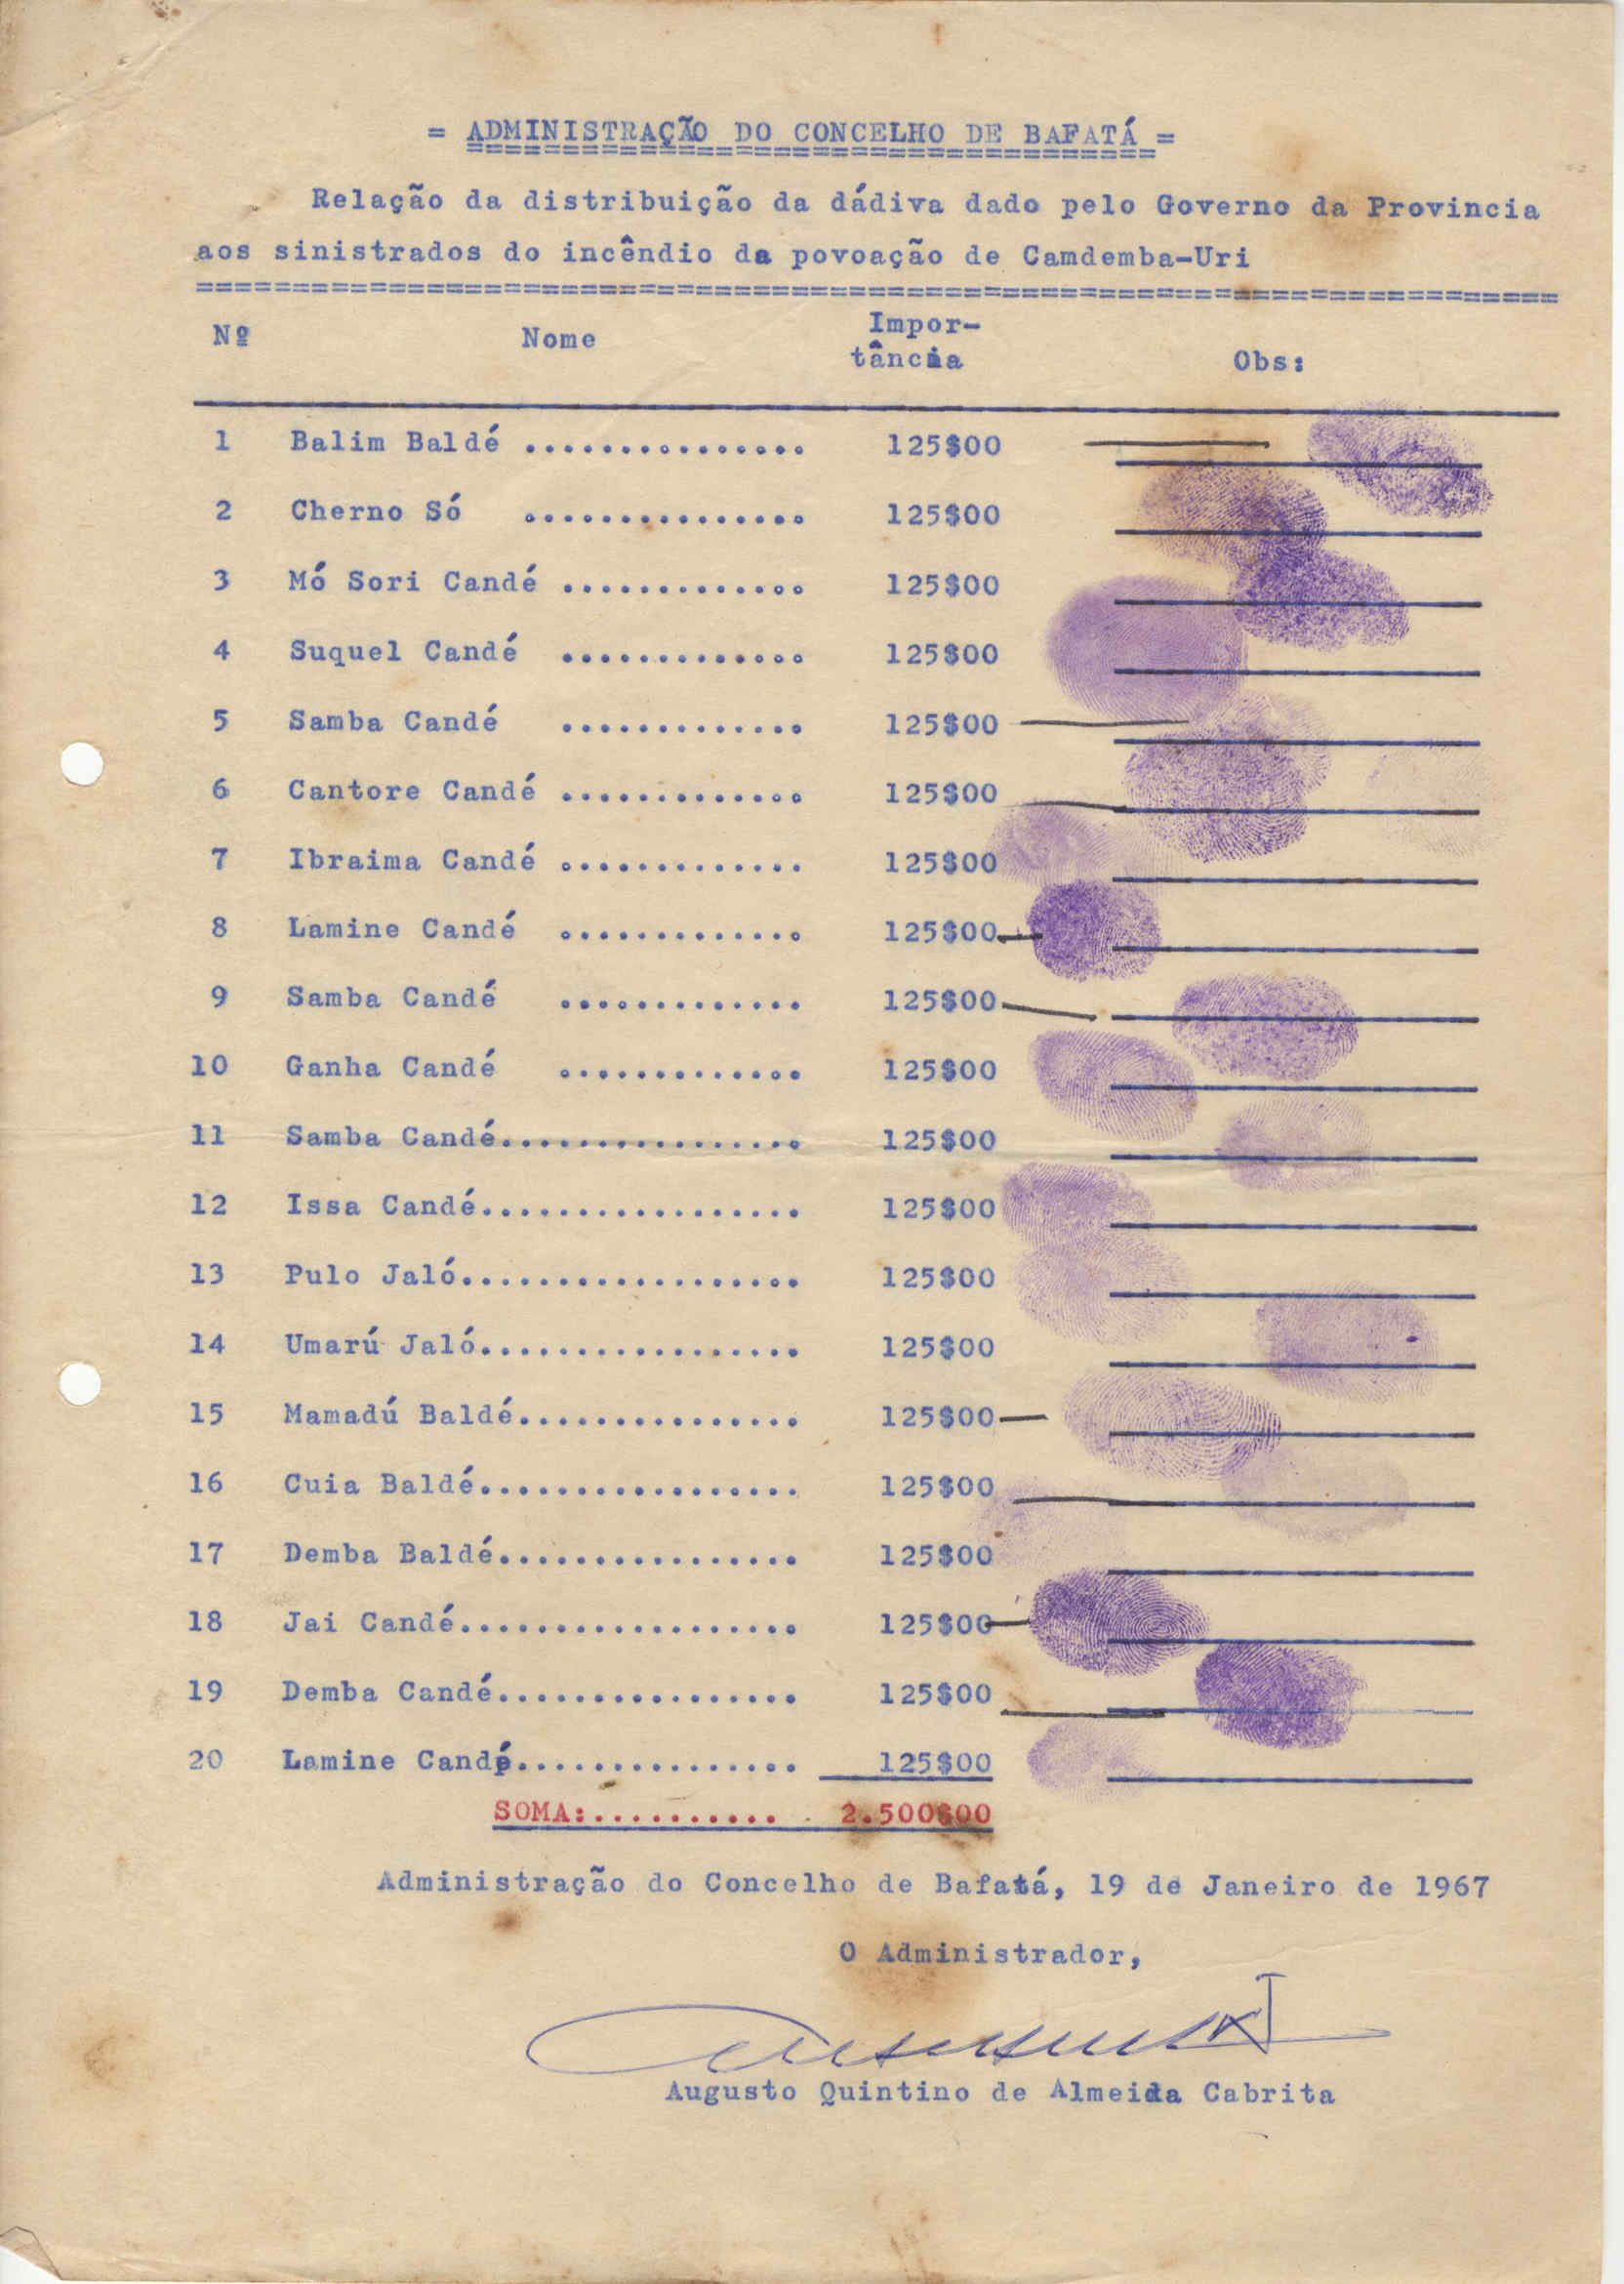 = ADMINISTRAÇÃO DO CONCELHO DE BAFATÁ =
====================================
Relação da distribuição da dádiva dado pelo Governo da Provincia
aos sinistrados do incêndio da povoação de Camdemba-Uri
=======================================================================
Nº Nome Impor-
tância Obs:
1 Balim Baldé ............... 125$00
2 Cherno Só ............... 125$00
3 Mó Sori Candé ............. 125$00
4 Suquel Candé ............. 125$00
5 Samba Candé ............. 125$00
6 Cantore Candé ............. 125$00
7 Ibraima Candé ............. 125$00
8 Lamine Candé ............. 125$00
9 Samba Candé ............. 125$00
10 Ganha Candé ............. 125$00
11 Samba Candé................ 125$00
12 Issa Candé................. 125$00
13 Pulo Jaló.................. 125$00
14 Umarú Jaló................. 125$00
15 Mamadú Baldé............... 125$00
16 Cuia Baldé................. 125$00
17 Demba Baldé................ 125$00
18 Jai Candé.................. 125$00
19 Demba Candé................ 125$00
20 Lamine Candé............... 125$00
SOMA:.......... 2.500$00
Administração do Concelho de Bafatá, 19 de Janeiro de 1967
O Administrador,
Augusto Quintino de Almeida Cabrita